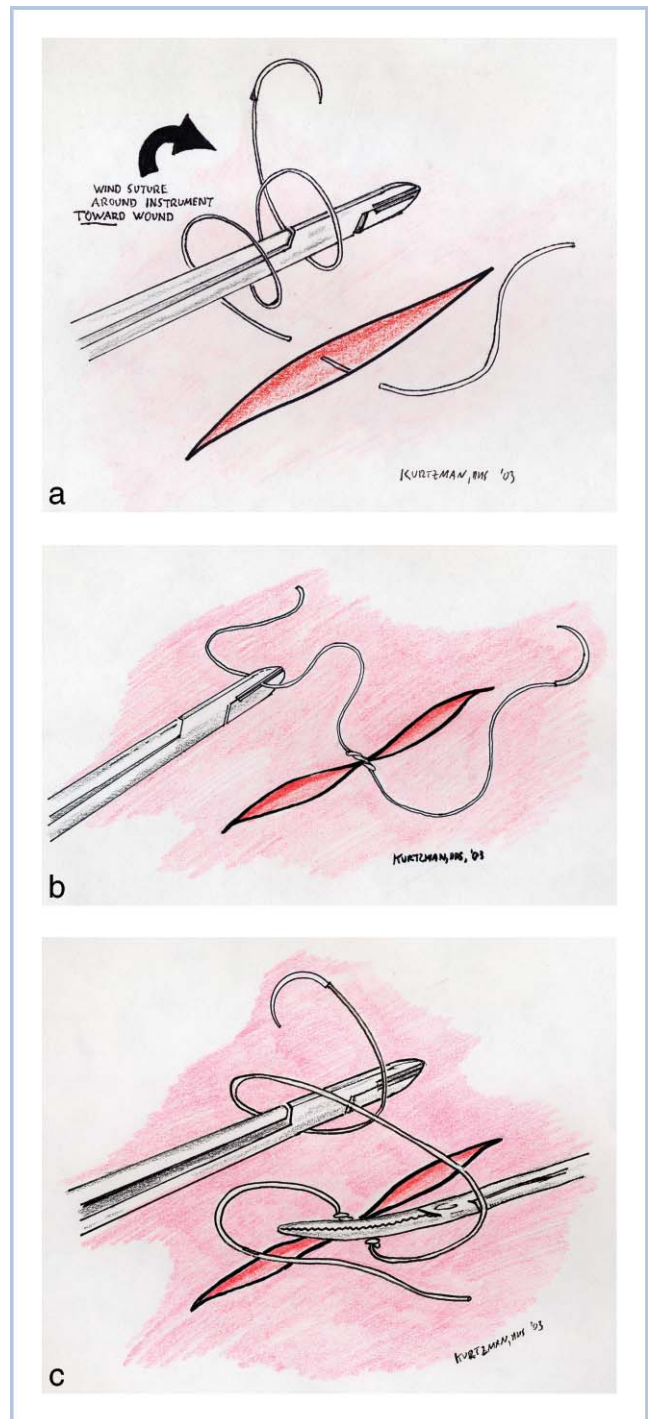 WIND SUTURE
AROUND INSTRUMENT
TOWARD WOUND
KURTZMAN, DDS '03
a
KURTZMAN, DDS, '03
b
KURTZMAN, DDS '03
c